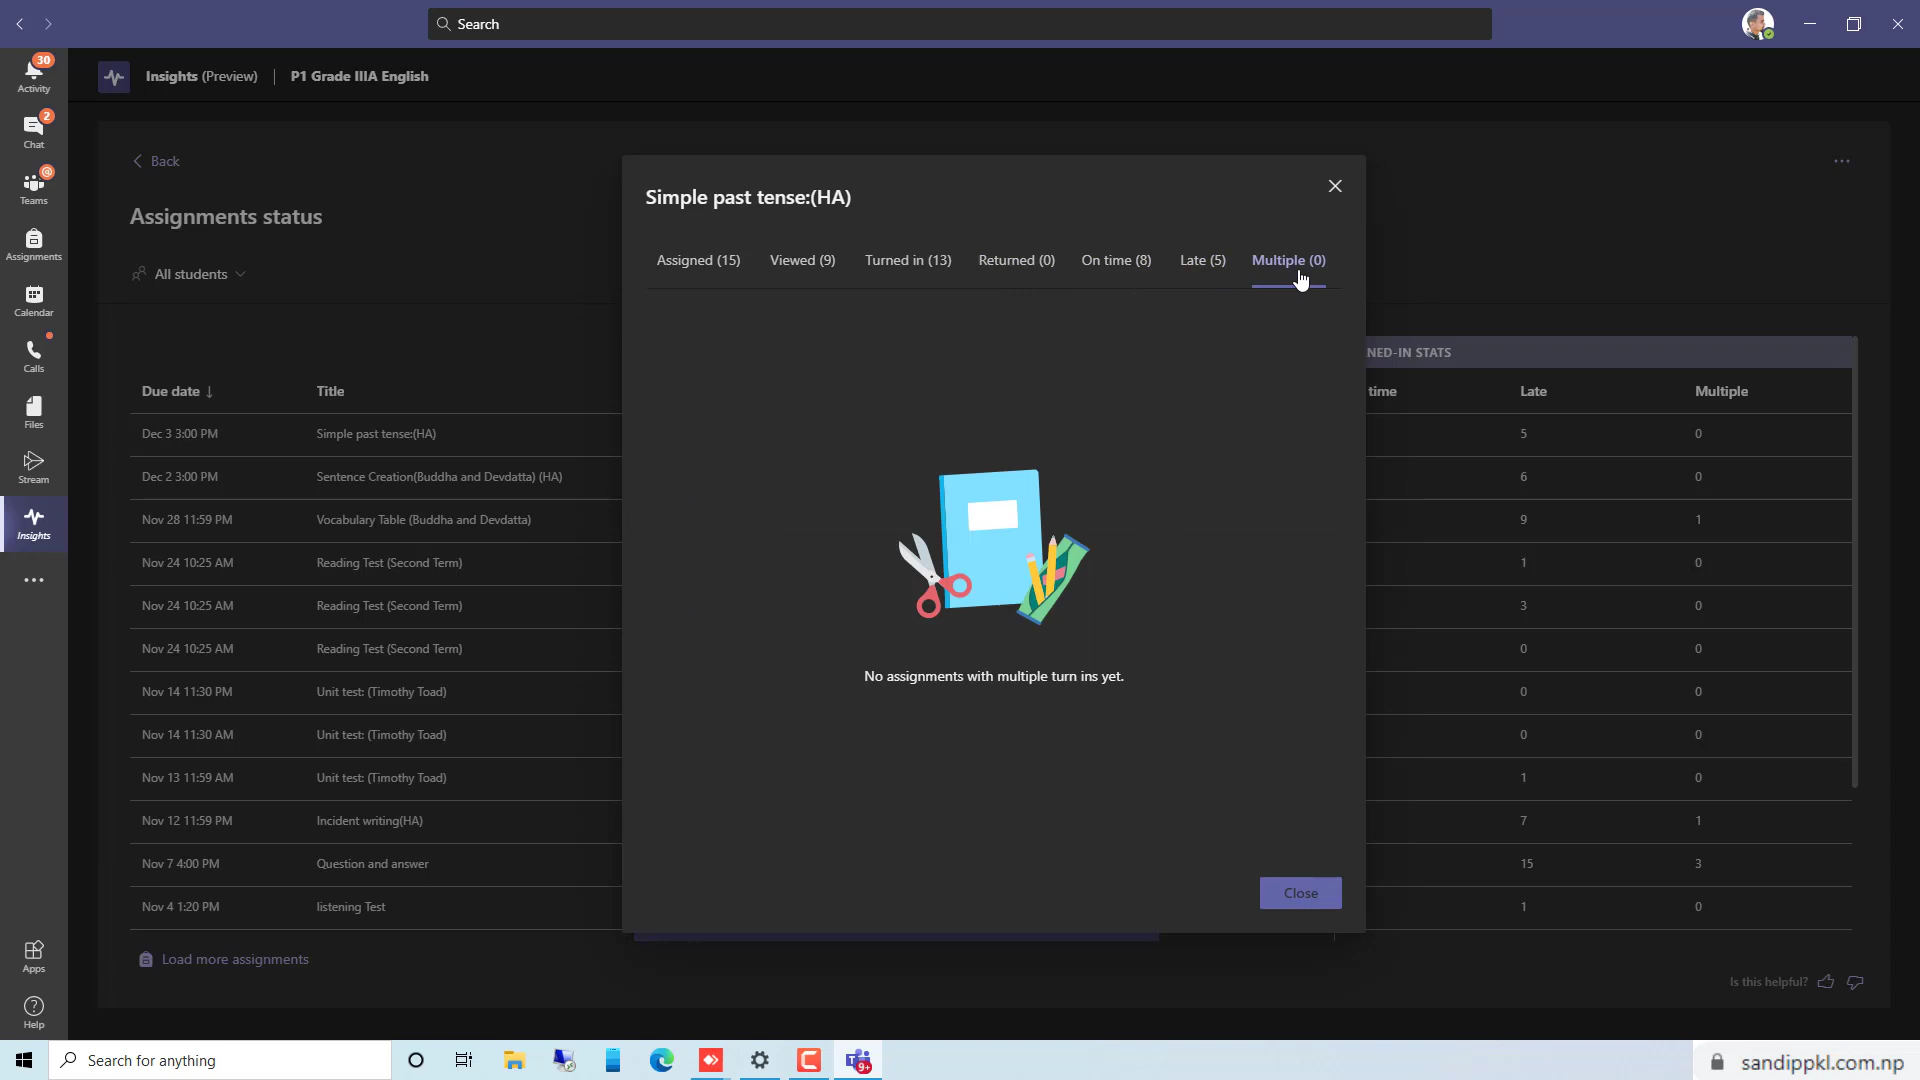 Search
30
Activity
2
Chat
@
Teams
Assignments
Calendar
Calls
Files
Stream
Insights
Apps
Help
Insights (Preview) | P1 Grade IIIA English
Back
Assignments status
All students
NED-IN STATS
Due date ↓ Title time Late Multiple
Dec 3 3:00 PM Simple past tense:(HA) 5 0
Dec 2 3:00 PM Sentence Creation(Buddha and Devdatta) (HA) 6 0
Nov 28 11:59 PM Vocabulary Table (Buddha and Devdatta) 9 1
Nov 24 10:25 AM Reading Test (Second Term) 1 0
Nov 24 10:25 AM Reading Test (Second Term) 3 0
Nov 24 10:25 AM Reading Test (Second Term) 0 0
Nov 14 11:30 PM Unit test: (Timothy Toad) 0 0
Nov 14 11:30 AM Unit test: (Timothy Toad) 0 0
Nov 13 11:59 AM Unit test: (Timothy Toad) 1 0
Nov 12 11:59 PM Incident writing(HA) 7 1
Nov 7 4:00 PM Question and answer 15 3
Nov 4 1:20 PM listening Test 1 0
Load more assignments
Is this helpful?
Simple past tense:(HA)
Assigned (15) Viewed (9) Turned in (13) Returned (0) On time (8) Late (5) Multiple (0)
No assignments with multiple turn ins yet.
Close
Search for anything
9+
sandippkl.com.np